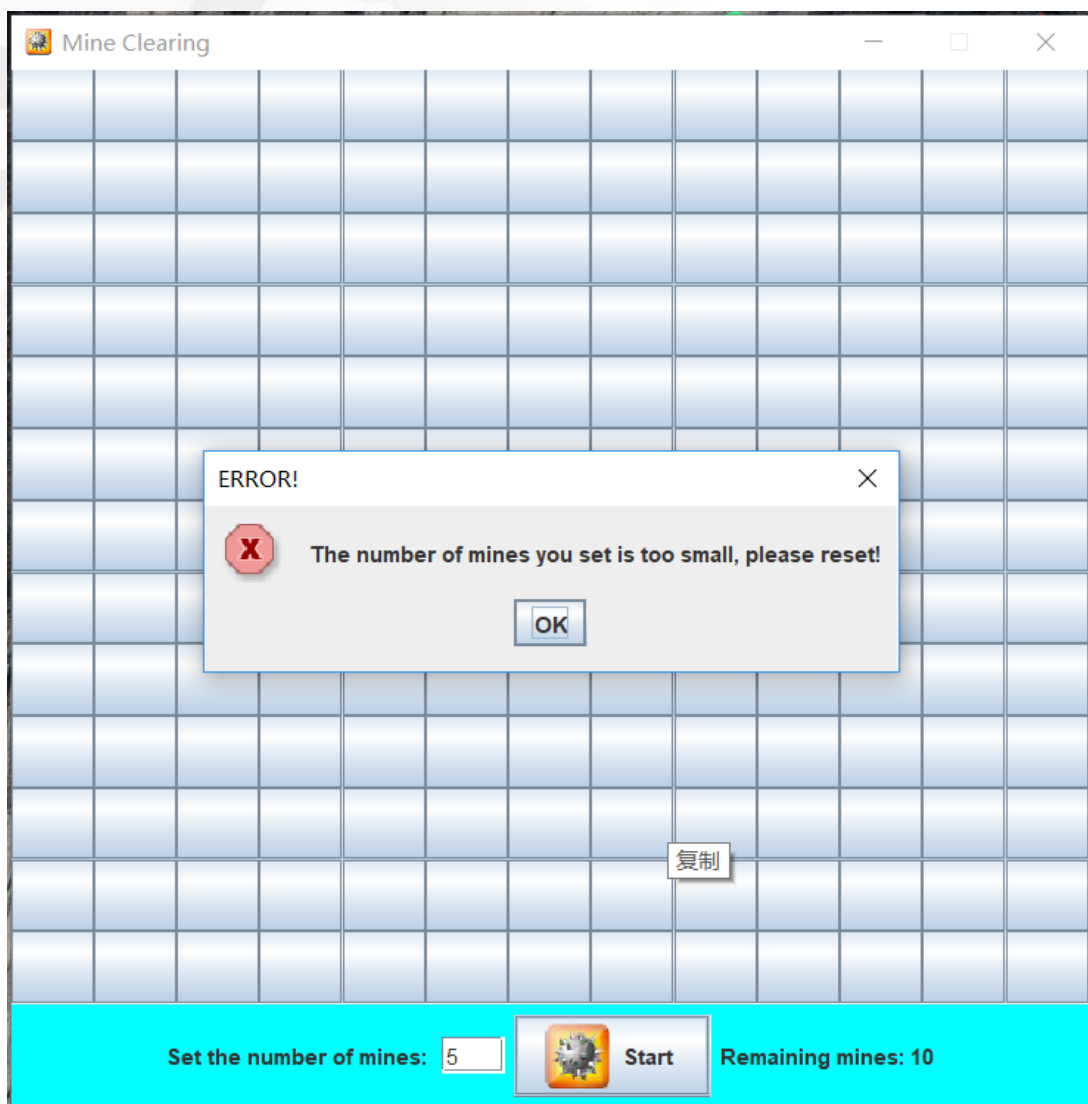 Mine Clearing
ERROR!
X
The number of mines you set is too small, please reset!
OK
复制
Set the number of mines: 5 Start Remaining mines: 10